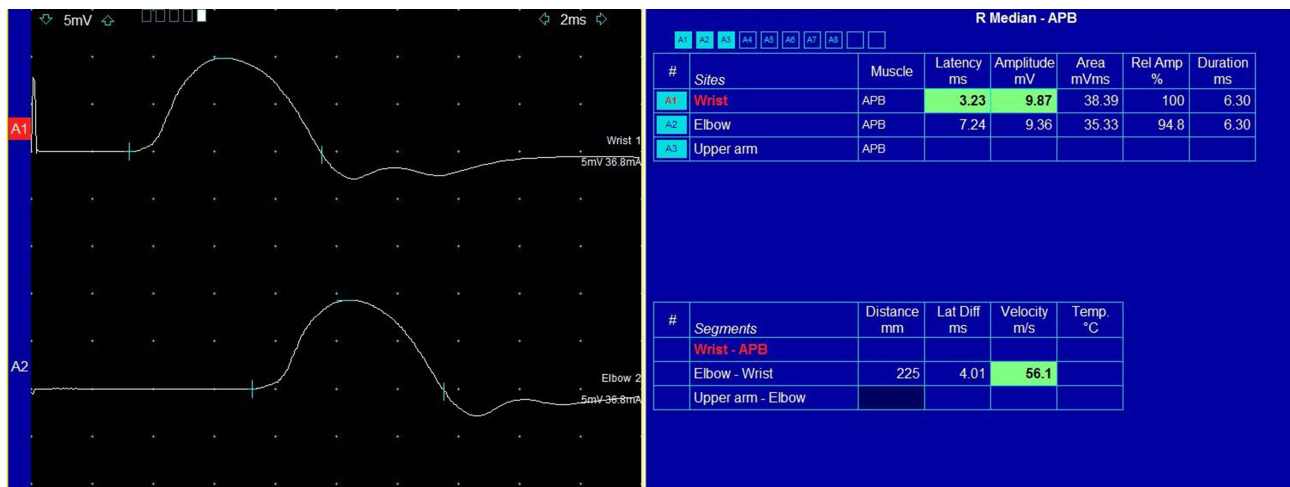 5mV
2ms
A1
Wrist 1
5mV 36.8mA
A2
Elbow 2
5mV 36.8mA
R Median - APB
A1 A2 A3 A4 A5 A6 A7 A8
# Sites Muscle Latency ms Amplitude mV Area mVms Rel Amp % Duration ms
A1 Wrist APB 3.23 9.87 38.39 100 6.30
A2 Elbow APB 7.24 9.36 35.33 94.8 6.30
A3 Upper arm APB
# Segments Distance mm Lat Diff ms Velocity m/s Temp. °C
Wrist - APB
Elbow - Wrist 225 4.01 56.1
Upper arm - Elbow